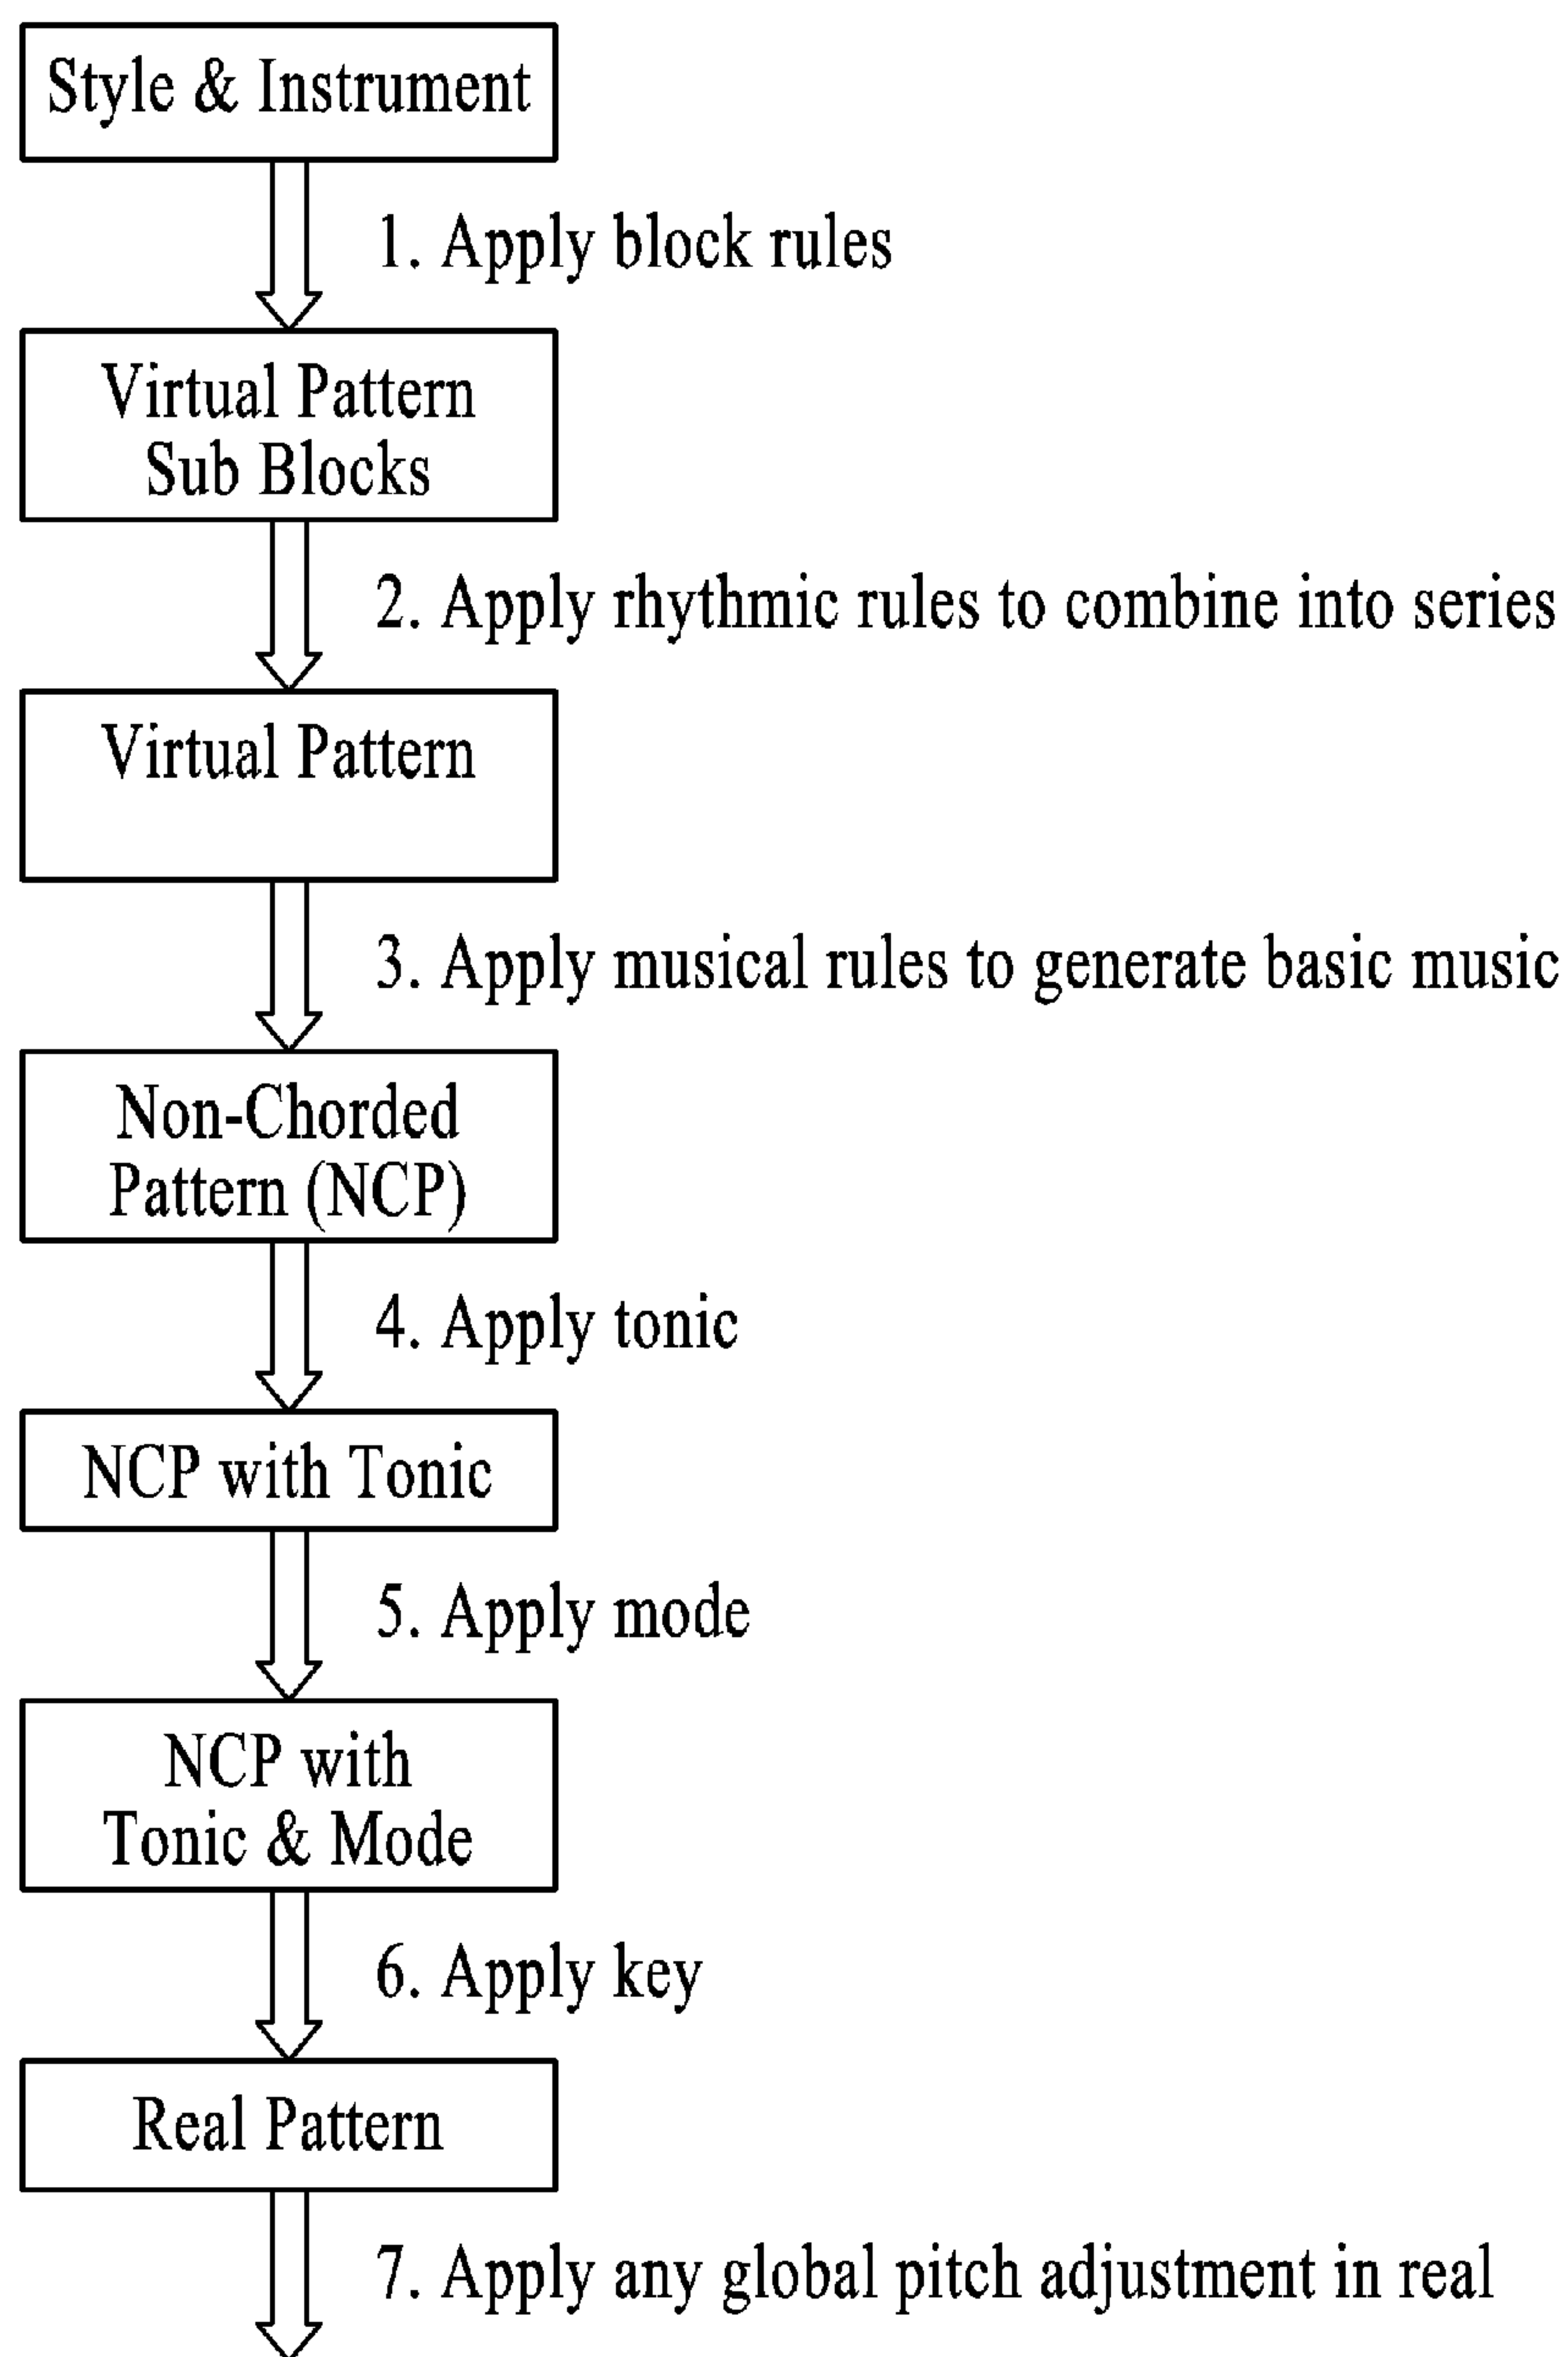 Style & Instrument
1. Apply block rules
Virtual Pattern
Sub Blocks
2. Apply rhythmic rules to combine into series
Virtual Pattern
3. Apply musical rules to generate basic music
Non-Chorded
Pattern (NCP)
4. Apply tonic
NCP with Tonic
5. Apply mode
NCP with
Tonic & Mode
6. Apply key
Real Pattern
7. Apply any global pitch adjustment in real